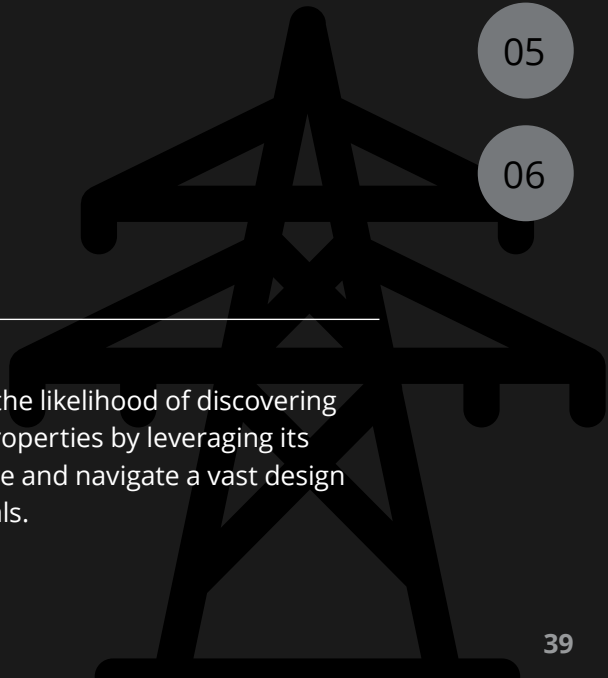 05
06
the likelihood of discovering
roperties by leveraging its
e and navigate a vast design
ls.
39